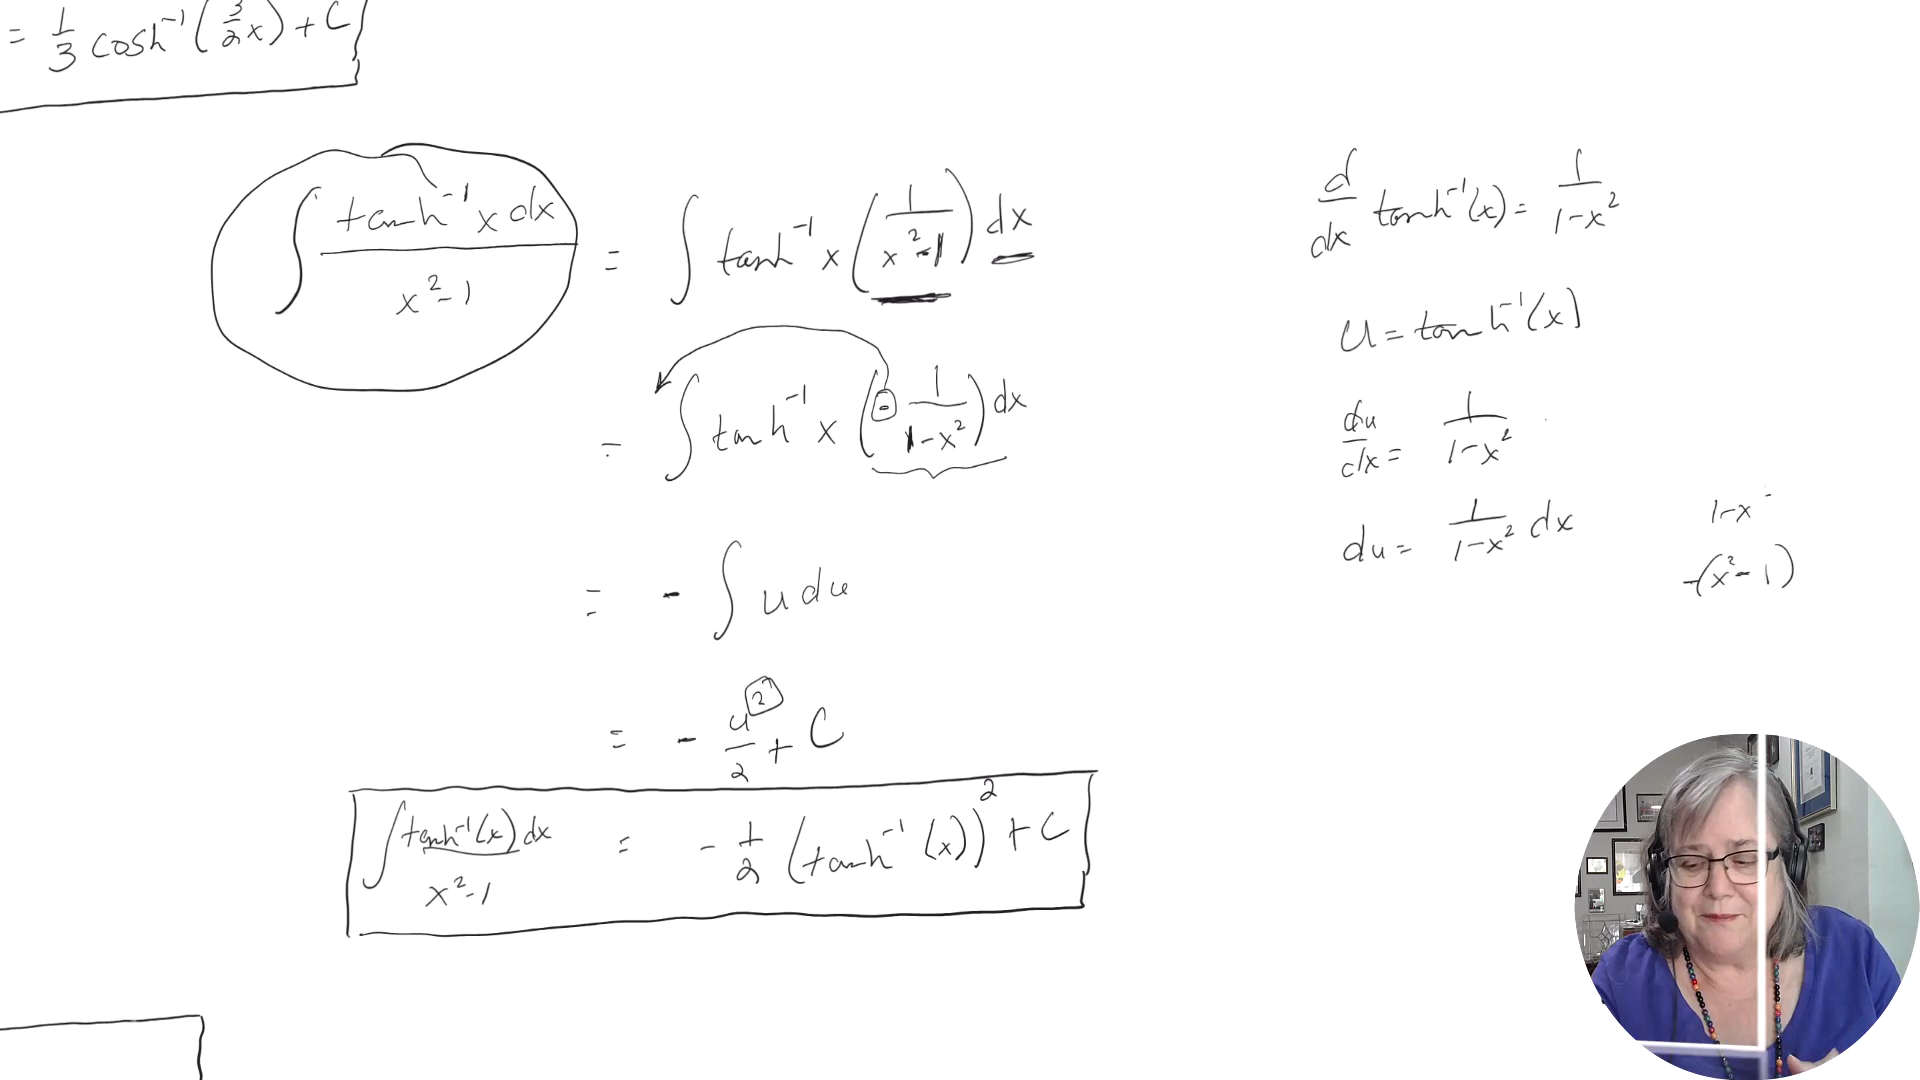 = 1/3 cosh⁻¹(3/2 x) + C
∫ tanh⁻¹x dx / x²-1 = ∫ tanh⁻¹x (1/x²-1) dx
= ∫ tanh⁻¹x (- 1/1-x²) dx
= - ∫ u du
= - u²/2 + C
∫ tanh⁻¹(x) dx / x²-1 = - 1/2 (tanh⁻¹(x))² + C
d/dx tanh⁻¹(x) = 1/1-x²
u = tanh⁻¹(x)
du/dx = 1/1-x²
du = 1/1-x² dx
1-x
-(x²-1)